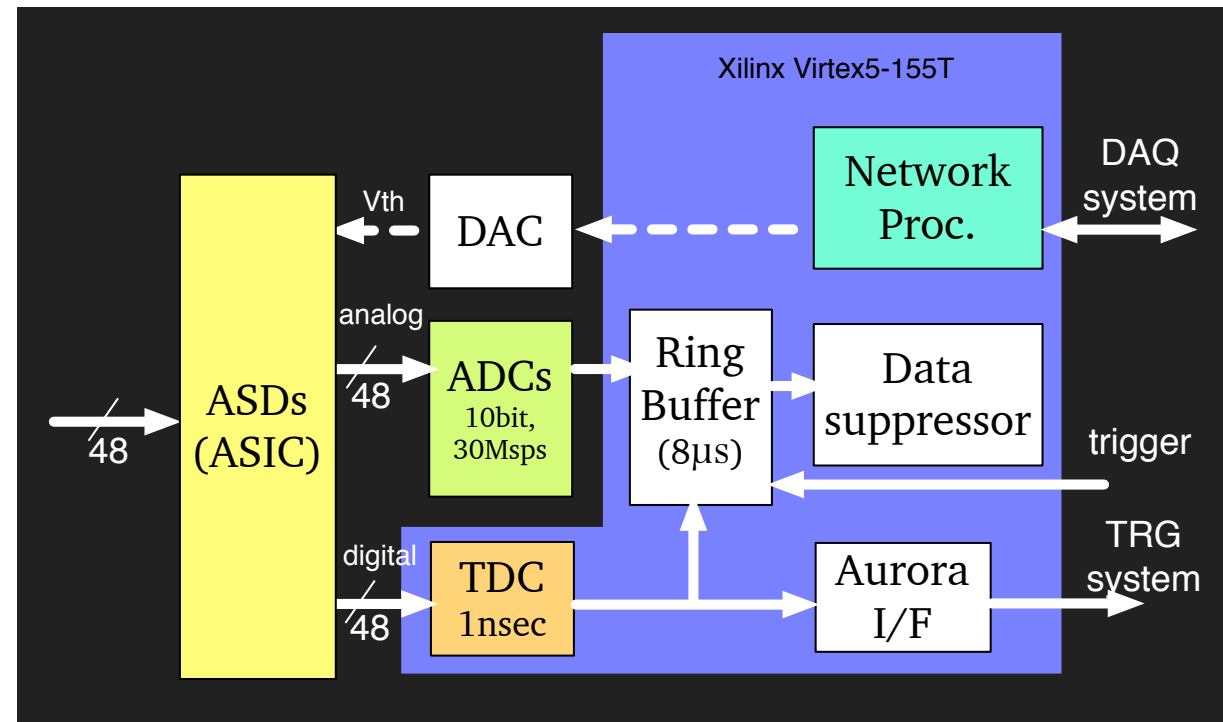 Xilinx Virtex5-155T
Network
Proc.
DAQ
system
Vth
DAC
analog
48
ADCs
10bit,
30Msps
Ring
Buffer
(8µs)
Data
suppressor
ASDs
(ASIC)
48
trigger
digital
48
TDC
1nsec
Aurora
I/F
TRG
system